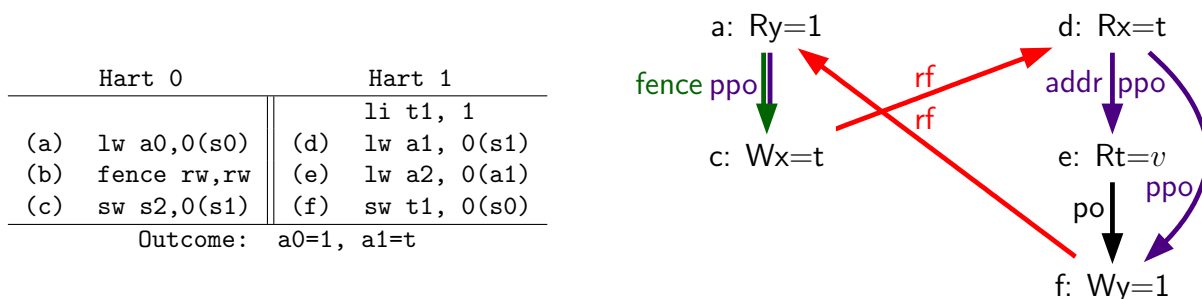 Hart 0 Hart 1
li t1, 1
(a) lw a0,0(s0) (d) lw a1, 0(s1)
(b) fence rw,rw (e) lw a2, 0(a1)
(c) sw s2,0(s1) (f) sw t1, 0(s0)
Outcome: a0=1, a1=t
a: Ry=1 d: Rx=t
fence ppo rf addr ppo
rf
c: Wx=t e: Rt=v
po ppo
f: Wy=1